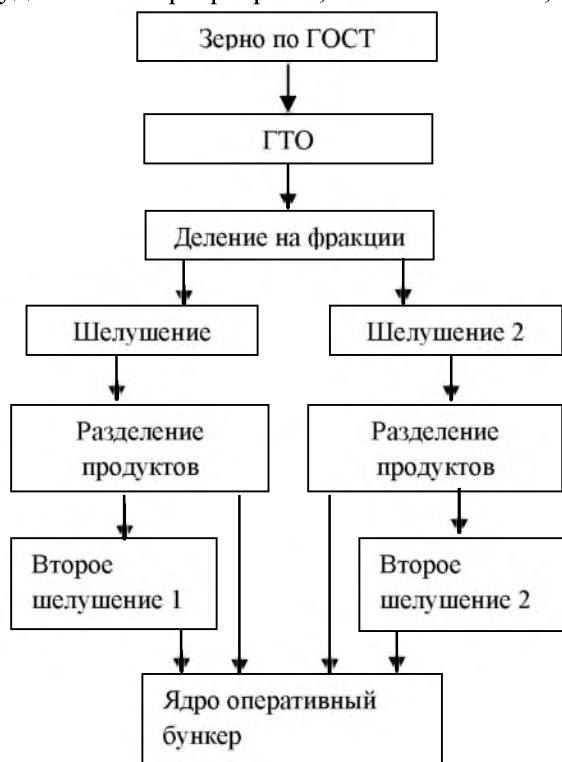 Зерно по ГОСТ
ГТО
Деление на фракции
Шелушение
Шелушение 2
Разделение
продуктов
Разделение
продуктов
Второе
шелушение 1
Второе
шелушение 2
Ядро оперативный
бункер